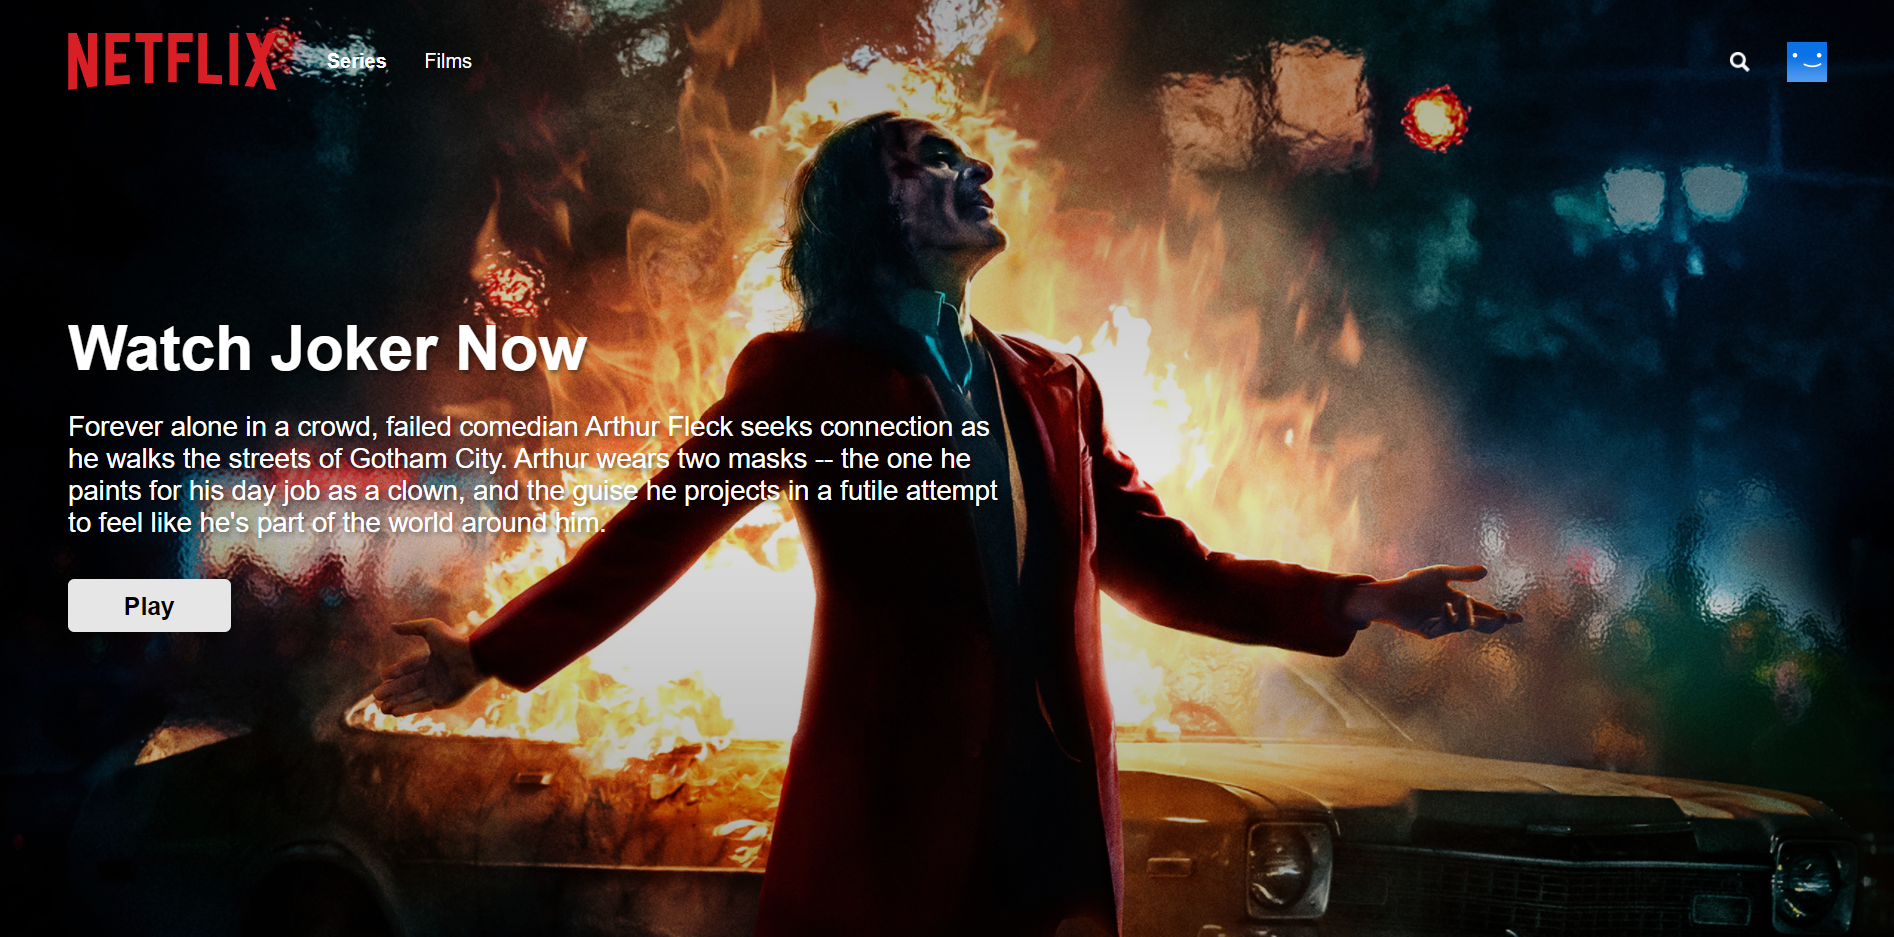 NETFLIX
Series
Films
Watch Joker Now
Forever alone in a crowd, failed comedian Arthur Fleck seeks connection as
he walks the streets of Gotham City. Arthur wears two masks -- the one he
paints for his day job as a clown, and the guise he projects in a futile attempt
to feel like he's part of the world around him.
Play